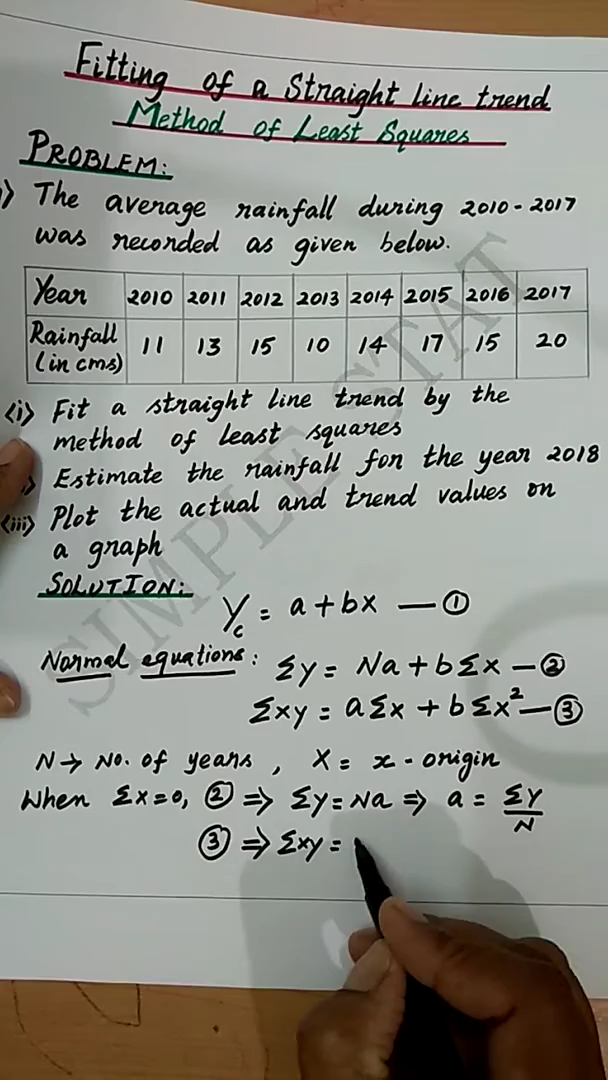 Fitting of a Straight line trend
Method of Least Squares
PROBLEM:
The average rainfall during 2010-2017
was recorded as given below.
Year 2010 2011 2012 2013 2014 2015 2016 2017
Rainfall (in cms) 11 13 15 10 14 17 15 20
(i) Fit a straight line trend by the
method of least squares
Estimate the rainfall for the year 2018
(iii) Plot the actual and trend values on
a graph
SOLUTION:
Yc = a+bx — ①
Normal equations: Σy = Na+bΣx — ②
Σxy = aΣx + bΣx² — ③
N → No. of years, X = x - origin
When Σx=0, ② ⇒ Σy=Na ⇒ a = ΣY/N
③ ⇒ Σxy =
SIMPLE STAT